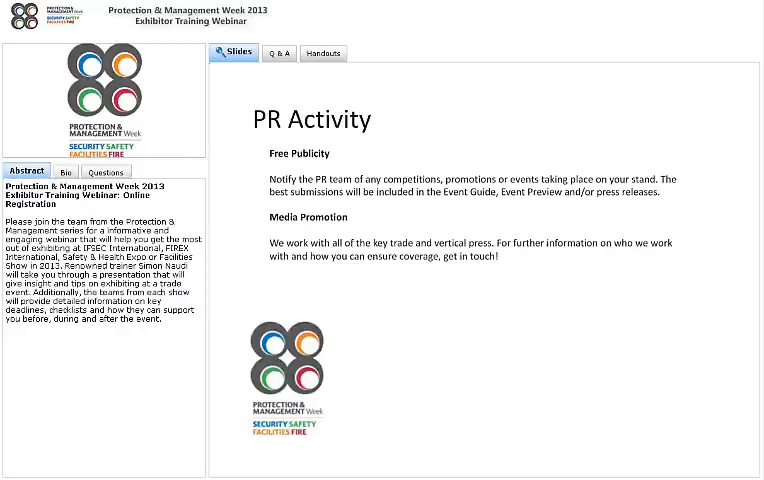 Protection & Management Week 2013
Exhibitor Training Webinar
PROTECTION &
MANAGEMENT Week
SECURITY SAFETY
FACILITIES FIRE
PROTECTION &
MANAGEMENT Week
SECURITY SAFETY
FACILITIES FIRE
Abstract
Bio
Questions
Protection & Management Week 2013
Exhibitor Training Webinar: Online
Registration
Please join the team from the Protection &
Management series for a informative and
engaging webinar that will help you get the most
out of exhibiting at IFSEC International, FIREX
International, Safety & Health Expo or Facilities
Show in 2013. Renowned trainer Simon Naudi
will take you through a presentation that will
give insight and tips on exhibiting at a trade
event. Additionally, the teams from each show
will provide detailed information on key
deadlines, checklists and how they can support
you before, during and after the event.
Slides
Q & A
Handouts
PR Activity
Free Publicity
Notify the PR team of any competitions, promotions or events taking place on your stand. The
best submissions will be included in the Event Guide, Event Preview and/or press releases.
Media Promotion
We work with all of the key trade and vertical press. For further information on who we work
with and how you can ensure coverage, get in touch!
PROTECTION &
MANAGEMENT Week
SECURITY SAFETY
FACILITIES FIRE